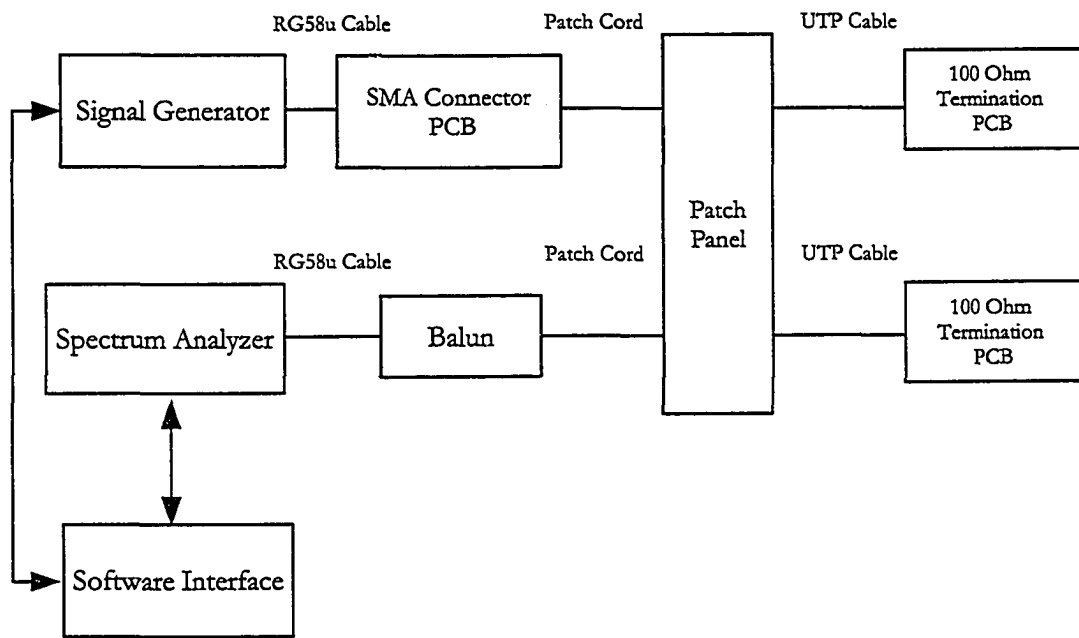 RG58u Cable
Patch Cord
UTP Cable
Signal Generator
SMA Connector
PCB
100 Ohm
Termination
PCB
Patch
Panel
RG58u Cable
Patch Cord
UTP Cable
Spectrum Analyzer
Balun
100 Ohm
Termination
PCB
Software Interface